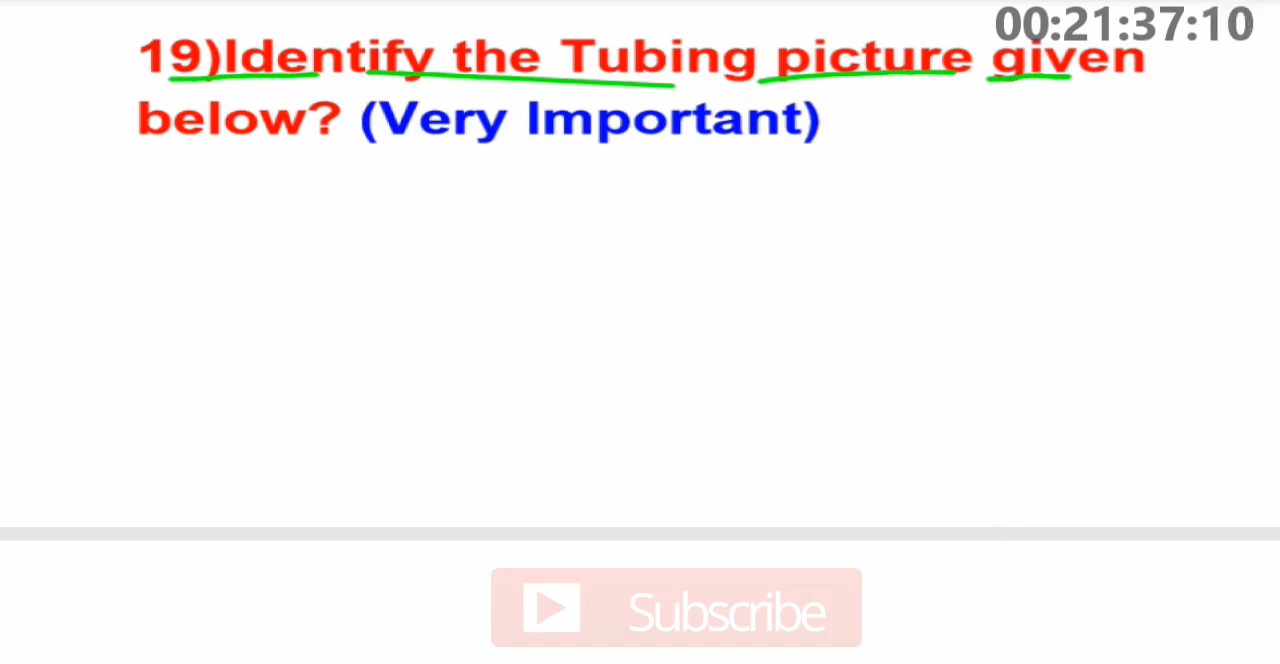 00:21:37:10
19)Identify the Tubing picture given
below? (Very Important)
Subscribe